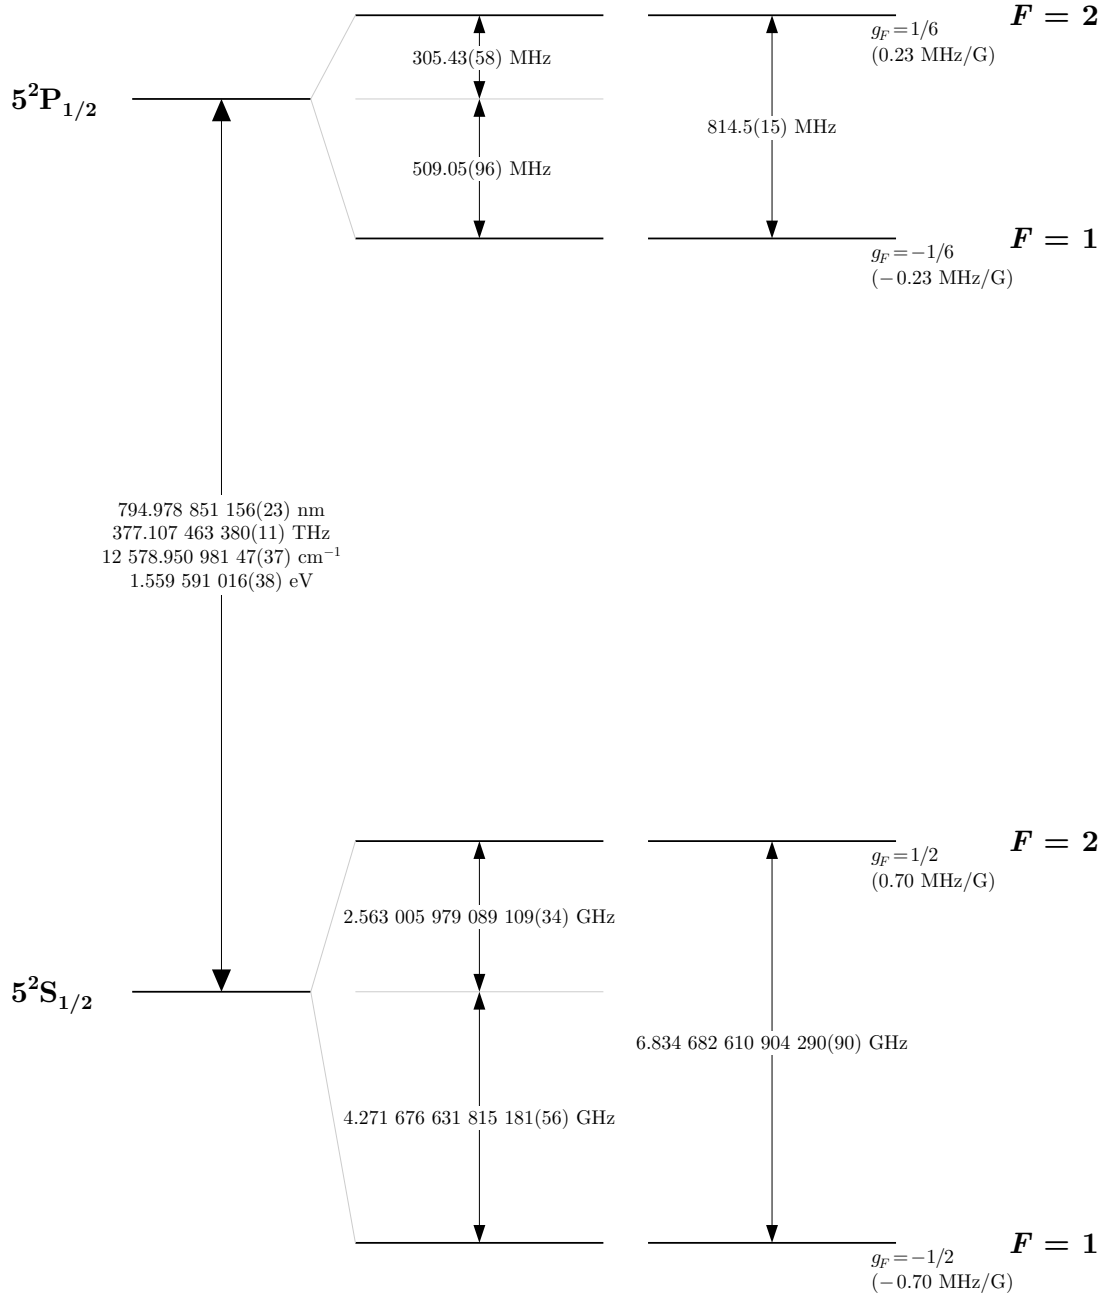 F = 2
g_F = 1/6
(0.23 MHz/G)
305.43(58) MHz
5²P₁/₂
814.5(15) MHz
509.05(96) MHz
F = 1
g_F = −1/6
(−0.23 MHz/G)
794.978 851 156(23) nm
377.107 463 380(11) THz
12 578.950 981 47(37) cm⁻¹
1.559 591 016(38) eV
F = 2
g_F = 1/2
(0.70 MHz/G)
2.563 005 979 089 109(34) GHz
5²S₁/₂
6.834 682 610 904 290(90) GHz
4.271 676 631 815 181(56) GHz
F = 1
g_F = −1/2
(−0.70 MHz/G)